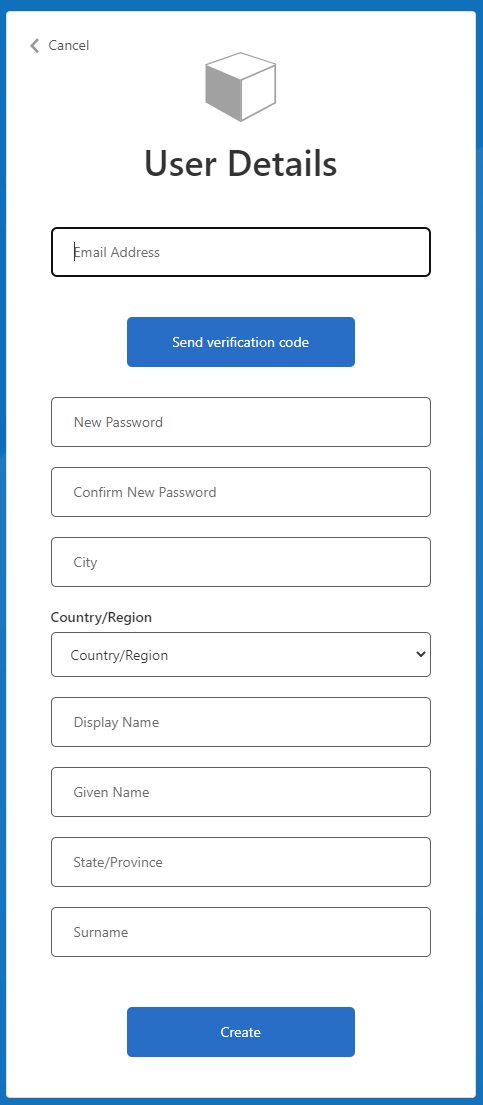 Cancel
User Details
Email Address
Send verification code
New Password
Confirm New Password
City
Country/Region
Country/Region
Display Name
Given Name
State/Province
Surname
Create